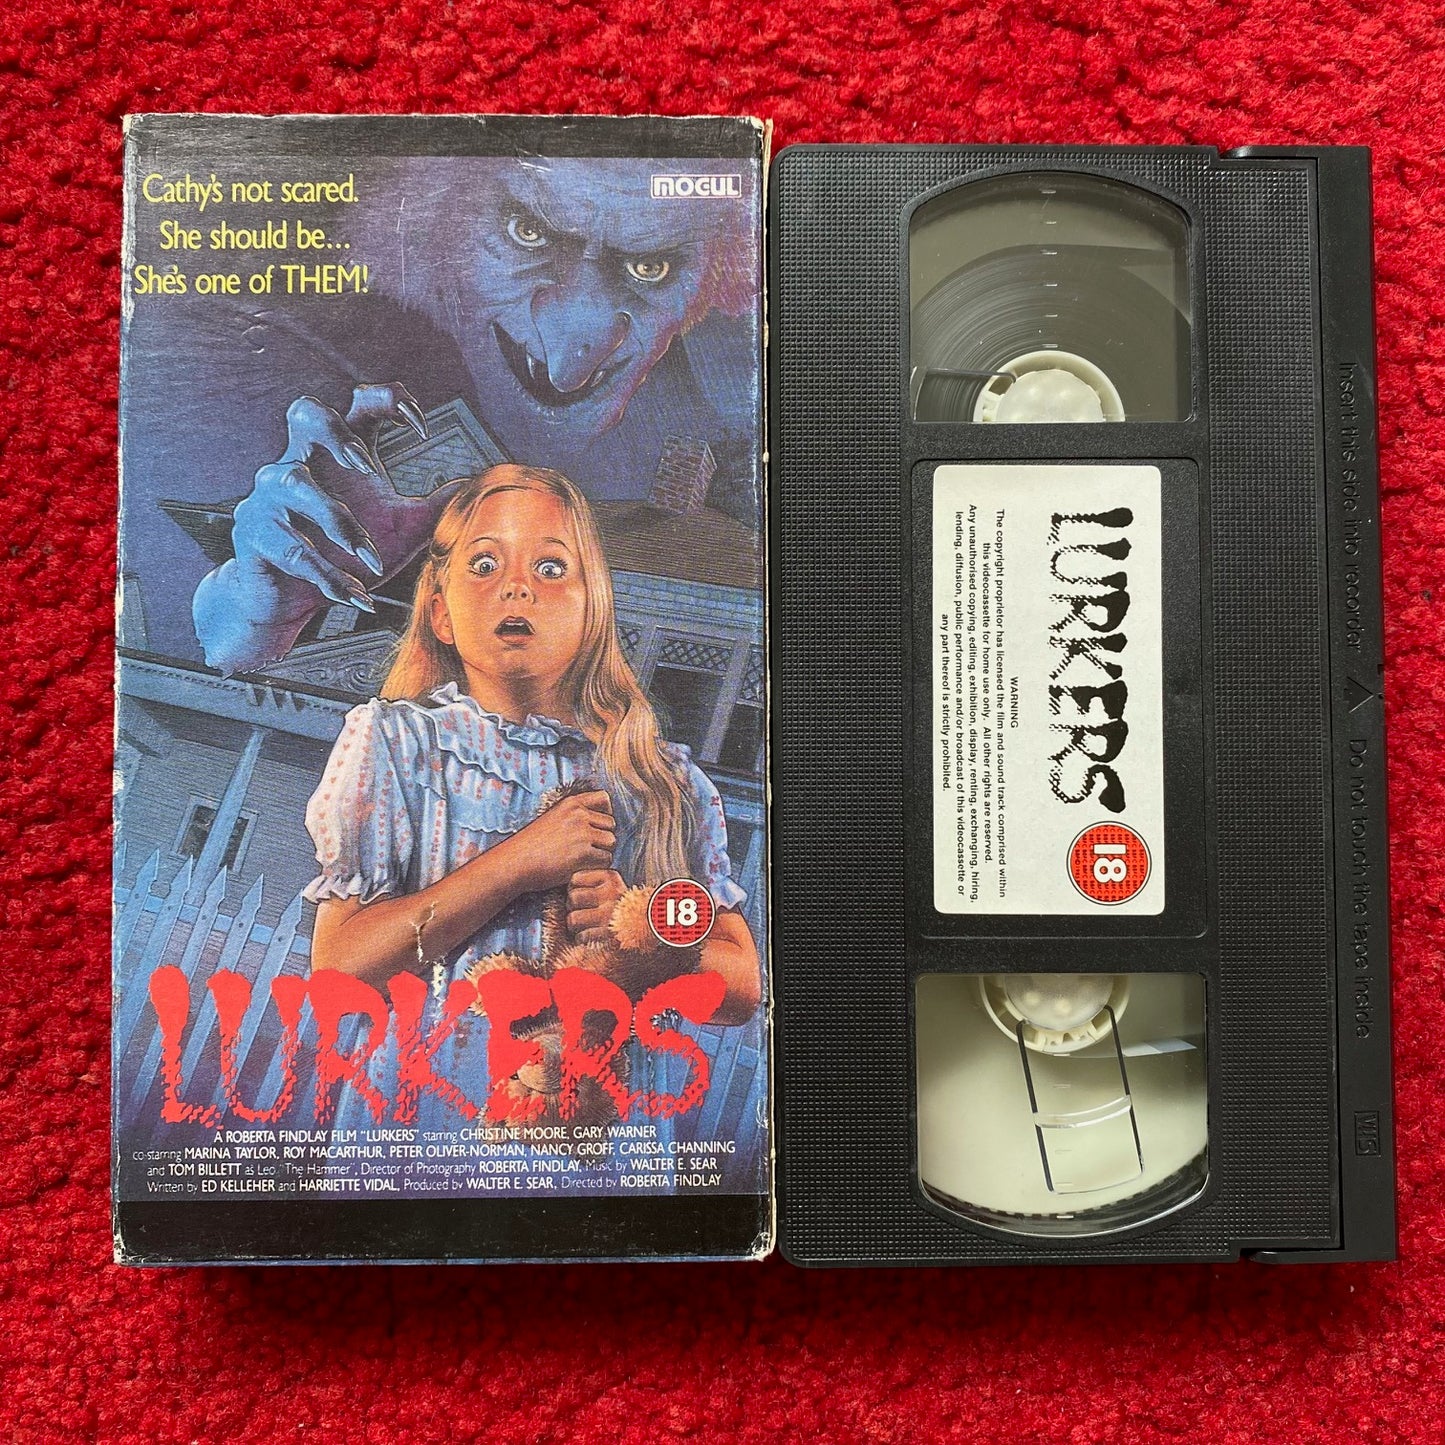 Cathy's not scared.
She should be...
She's one of THEM!
MOGUL
18
LURKERS
A ROBERTA FINDLAY FILM "LURKERS" starring CHRISTINE MOORE, GARY WARNER
co-starring MARINA TAYLOR, ROY MACARTHUR, PETER OLIVER-NORMAN, NANCY GROFF, CARISSA CHANNING
and TOM BILLETT as Leo "The Hammer", Director of Photography ROBERTA FINDLAY, Music by WALTER E. SEAR
Written by ED KELLEHER and HARRIETTE VIDAL, Produced by WALTER E. SEAR, Directed by ROBERTA FINDLAY
LURKERS
18
WARNING
The copyright proprietor has licensed the film and sound track comprised within
this videocassette for home use only. All other rights are reserved.
Any unauthorised copying, editing, exhibition, display, renting, exchanging, hiring,
lending, diffusion, public performance and/or broadcast of this videocassette or
any part thereof is strictly prohibited.
Insert this side into recorder Do not touch the tape inside